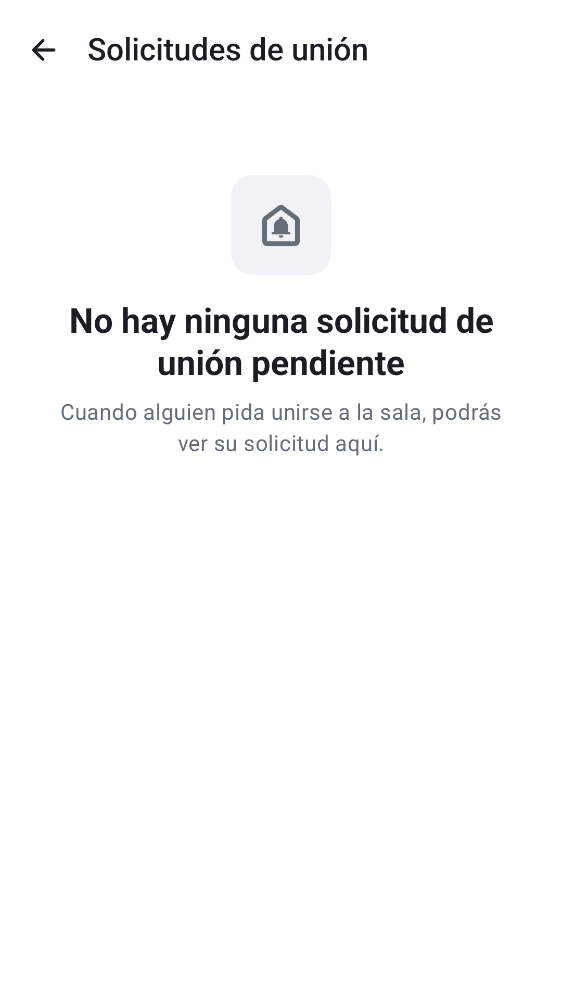 Solicitudes de unión
No hay ninguna solicitud de
unión pendiente
Cuando alguien pida unirse a la sala, podrás
ver su solicitud aquí.